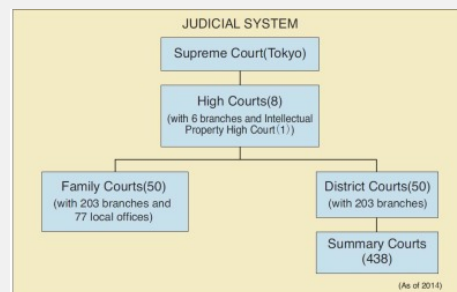 JUDICIAL SYSTEM
Supreme Court(Tokyo)
High Courts(8)
(with 6 branches and Intellectual
Property High Court(1))
Family Courts(50)
(with 203 branches and
77 local offices)
District Courts(50)
(with 203 branches)
Summary Courts
(438)
(As of 2014)